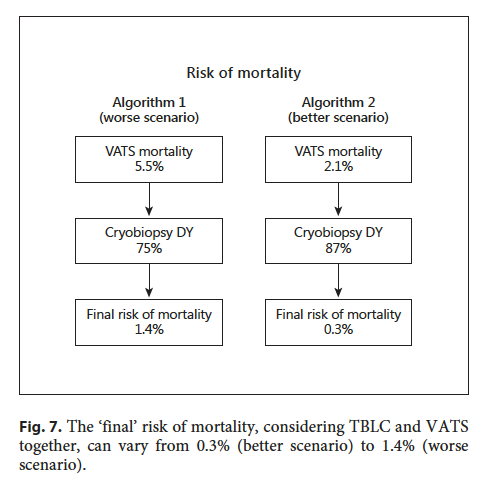 Risk of mortality
Algorithm 1
(worse scenario)
VATS mortality
5.5%
Cryobiopsy DY
75%
Final risk of mortality
1.4%
Algorithm 2
(better scenario)
VATS mortality
2.1%
Cryobiopsy DY
87%
Final risk of mortality
0.3%
Fig. 7. The ‘final’ risk of mortality, considering TBLC and VATS
together, can vary from 0.3% (better scenario) to 1.4% (worse
scenario).